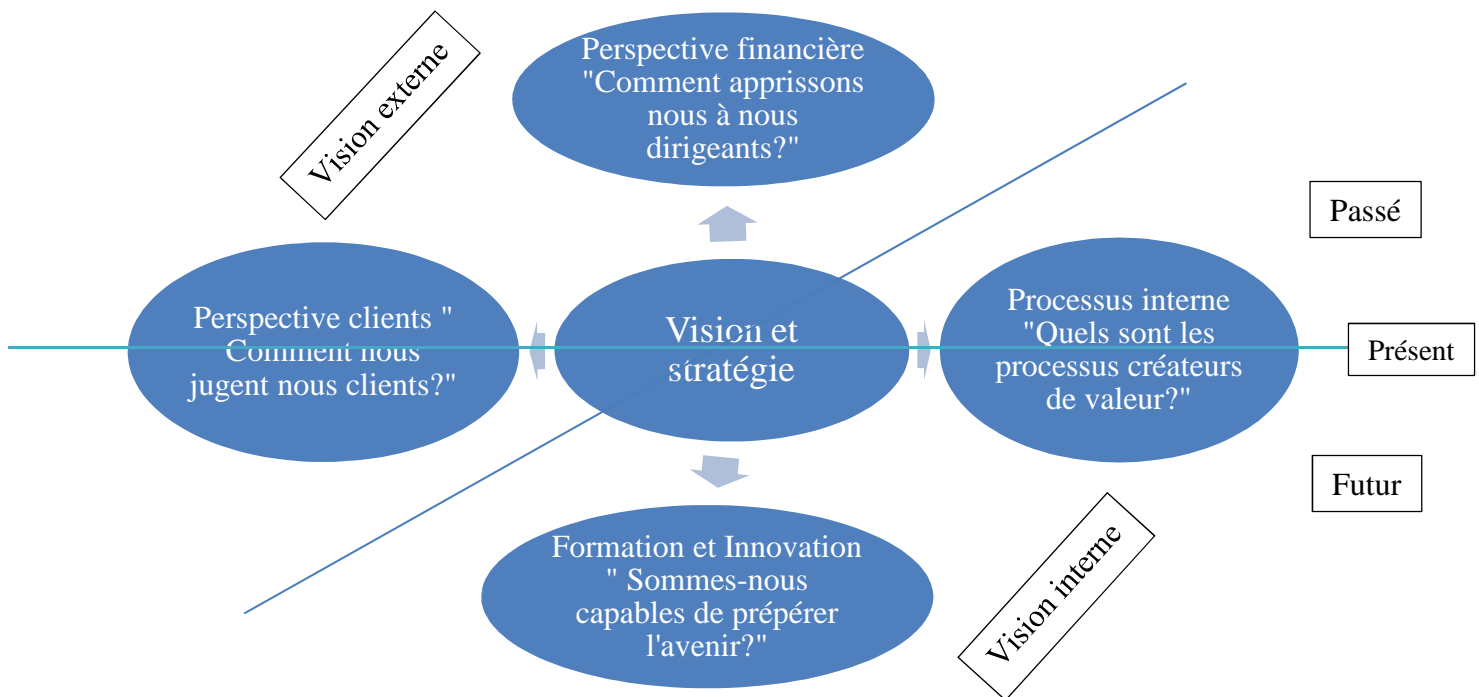 Vision externe
Perspective financière
"Comment apprissons
nous à nous
dirigeants?"
Passé
Perspective clients "
Comment nous
jugent nous clients?"
Vision et
stratégie
Processus interne
"Quels sont les
processus créateurs
de valeur?"
Présent
Futur
Formation et Innovation
" Sommes-nous
capables de prépérer
l'avenir?"
Vision interne